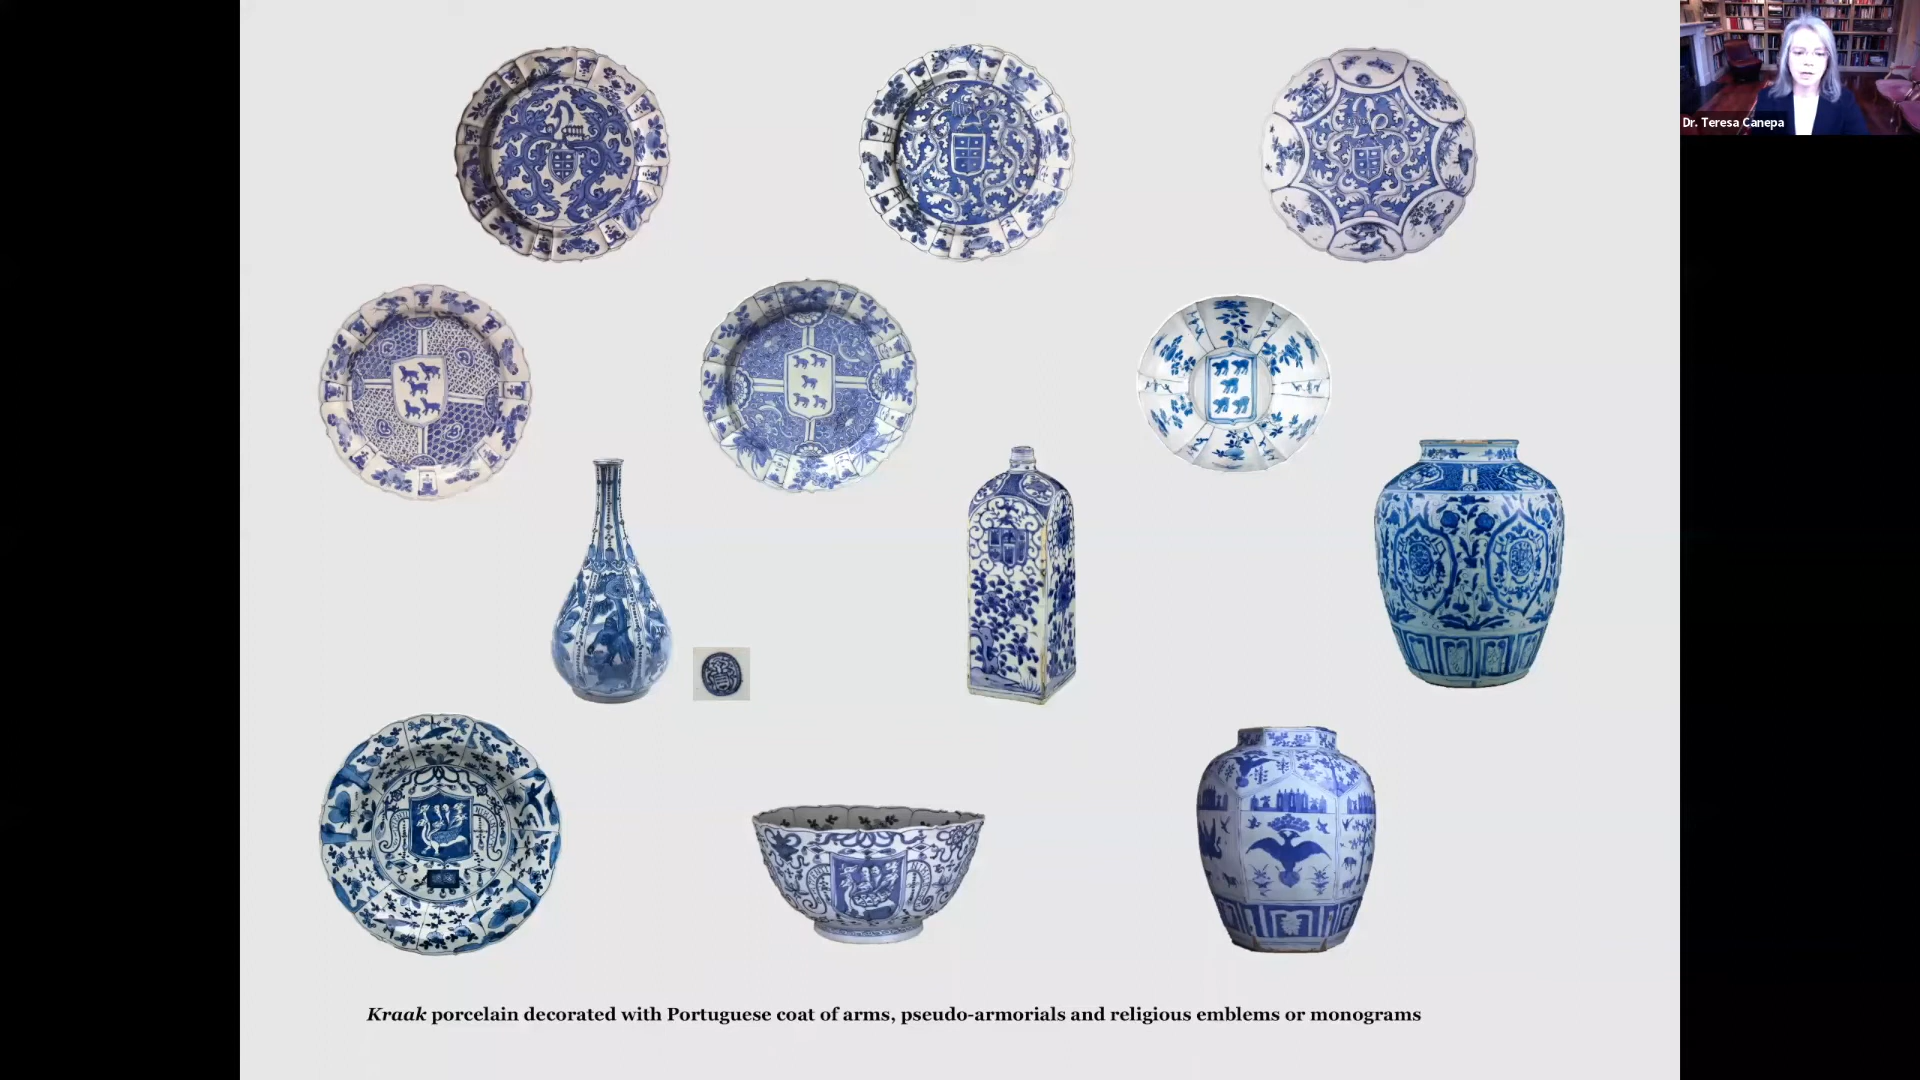 Dr. Teresa Canepa
Kraak porcelain decorated with Portuguese coat of arms, pseudo-armorials and religious emblems or monograms